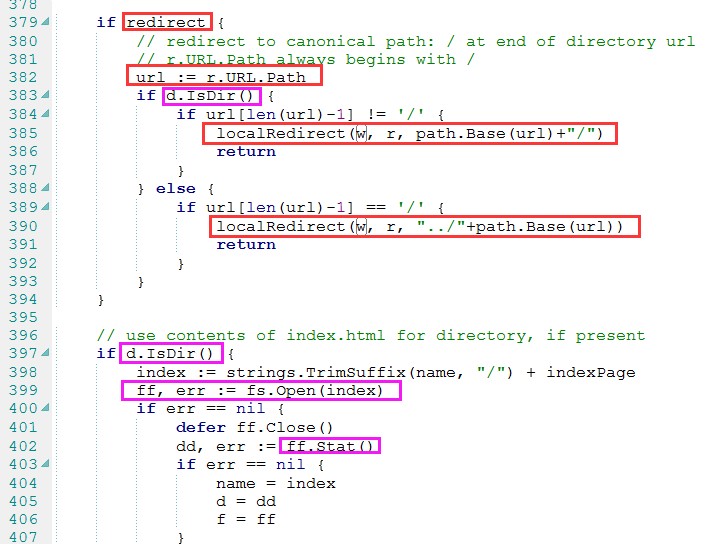 378
379 if redirect {
380 // redirect to canonical path: / at end of directory url
381 // r.URL.Path always begins with /
382 url := r.URL.Path
383 if d.IsDir() {
384 if url[len(url)-1] != '/' {
385 localRedirect(w, r, path.Base(url)+"/")
386 return
387 }
388 } else {
389 if url[len(url)-1] == '/' {
390 localRedirect(w, r, "../"+path.Base(url))
391 return
392 }
393 }
394 }
395
396 // use contents of index.html for directory, if present
397 if d.IsDir() {
398 index := strings.TrimSuffix(name, "/") + indexPage
399 ff, err := fs.Open(index)
400 if err == nil {
401 defer ff.Close()
402 dd, err := ff.Stat()
403 if err == nil {
404 name = index
405 d = dd
406 f = ff
407 }